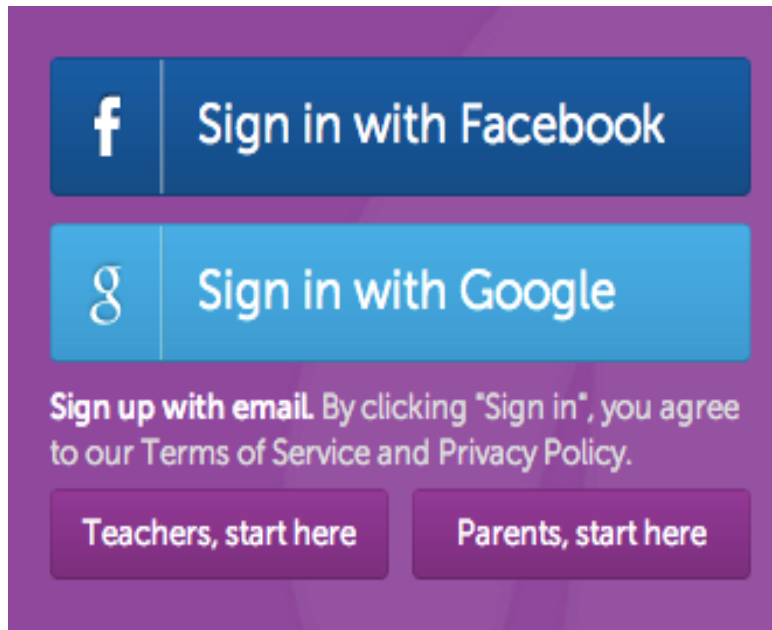 f Sign in with Facebook
g Sign in with Google
Sign up with email. By clicking "Sign in", you agree
to our Terms of Service and Privacy Policy.
Teachers, start here Parents, start here